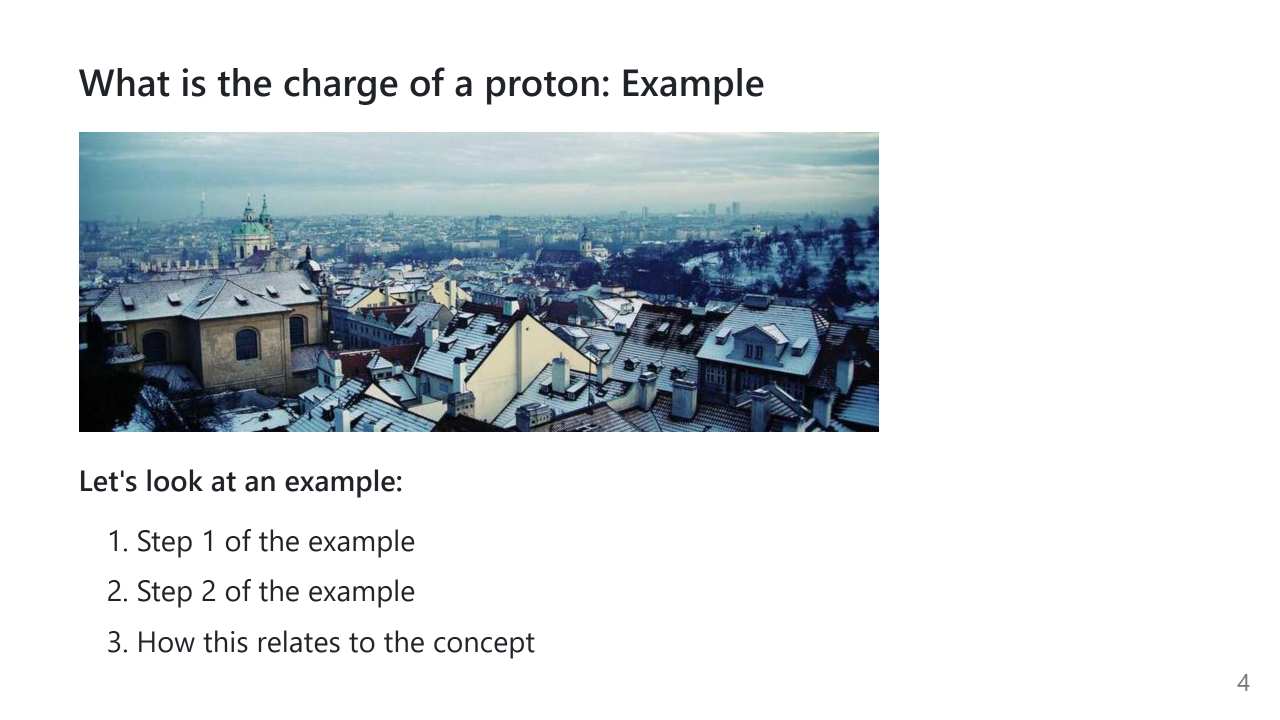 What is the charge of a proton: Example
Let's look at an example:
1. Step 1 of the example
2. Step 2 of the example
3. How this relates to the concept
4